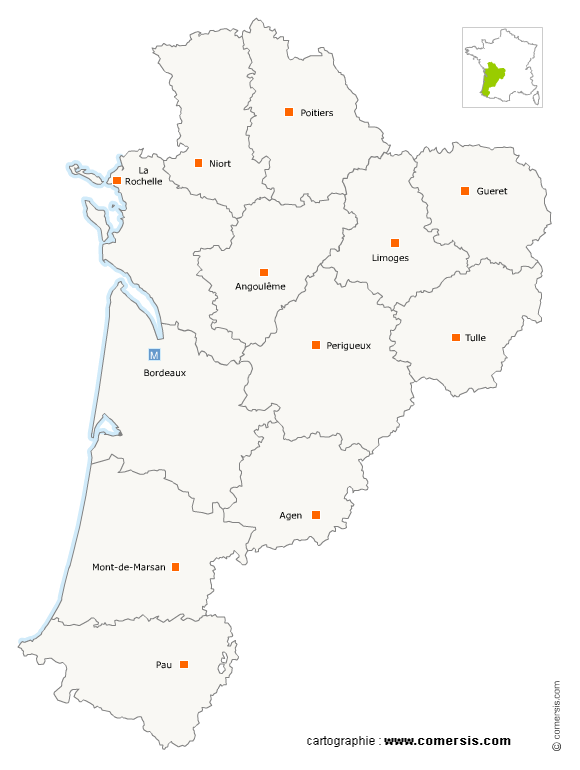 Poitiers
Niort
La
Rochelle
Gueret
Limoges
Angoulême
Perigueux
Tulle
M
Bordeaux
Agen
Mont-de-Marsan
Pau
cartographie : www.comersis.com
© comersis.com